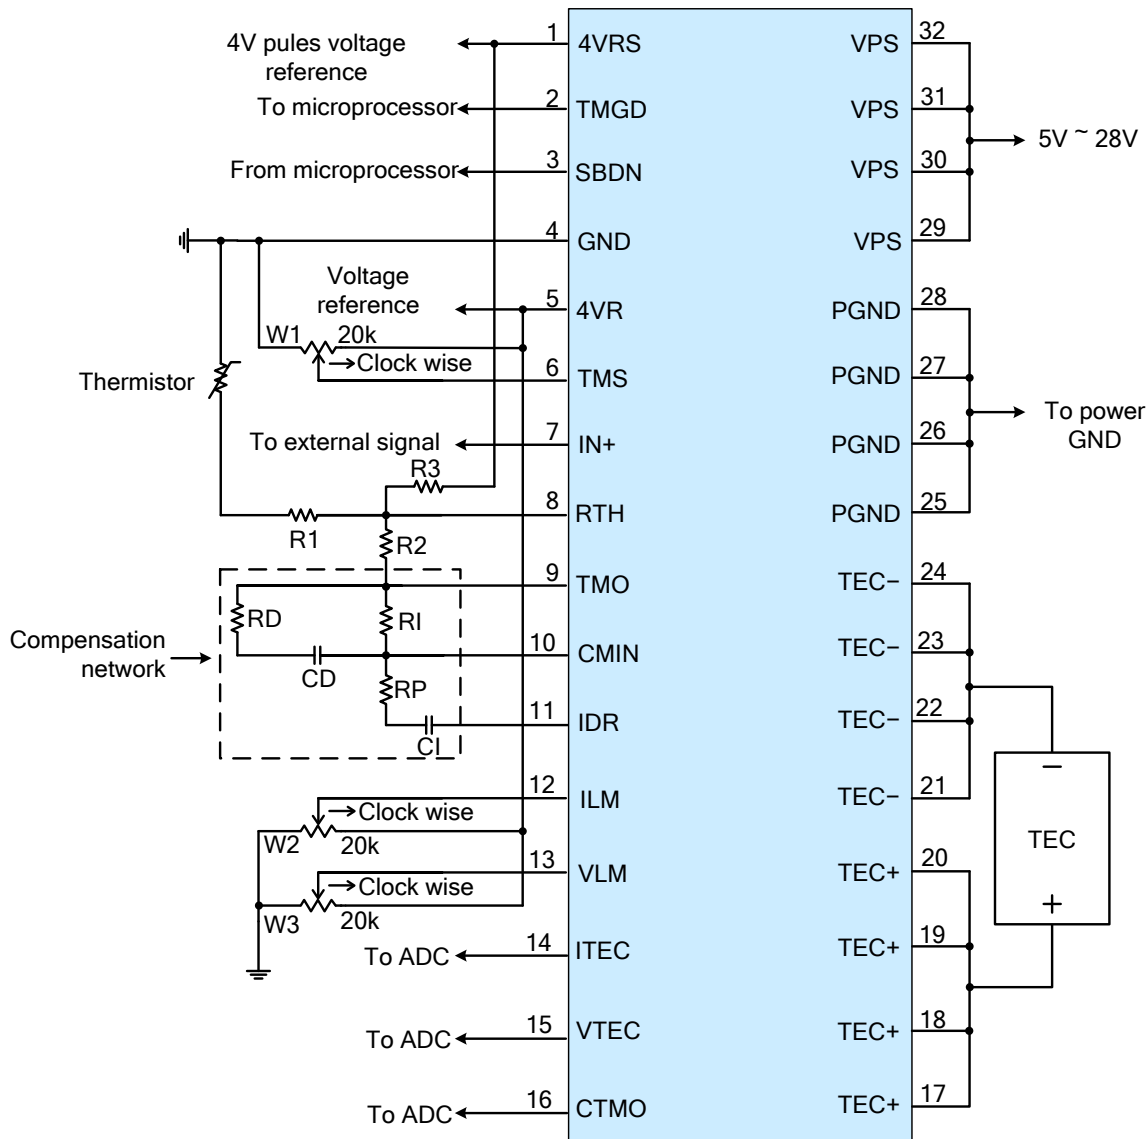 4V pules voltage
reference
1
4VRS
VPS
32
To microprocessor
2
TMGD
VPS
31
5V ~ 28V
From microprocessor
3
SBDN
VPS
30
4
GND
VPS
29
Voltage
reference
5
4VR
PGND
28
W1
20k
Clock wise
6
TMS
PGND
27
Thermistor
To power
GND
To external signal
7
IN+
PGND
26
R3
8
RTH
PGND
25
R1
R2
9
TMO
TEC−
24
RD
RI
Compensation
network
10
CMIN
TEC−
23
CD
RP
11
IDR
TEC−
22
CI
12
ILM
TEC−
21
Clock wise
W2
20k
−
TEC
+
13
VLM
TEC+
20
Clock wise
W3
20k
To ADC
14
ITEC
TEC+
19
To ADC
15
VTEC
TEC+
18
To ADC
16
CTMO
TEC+
17